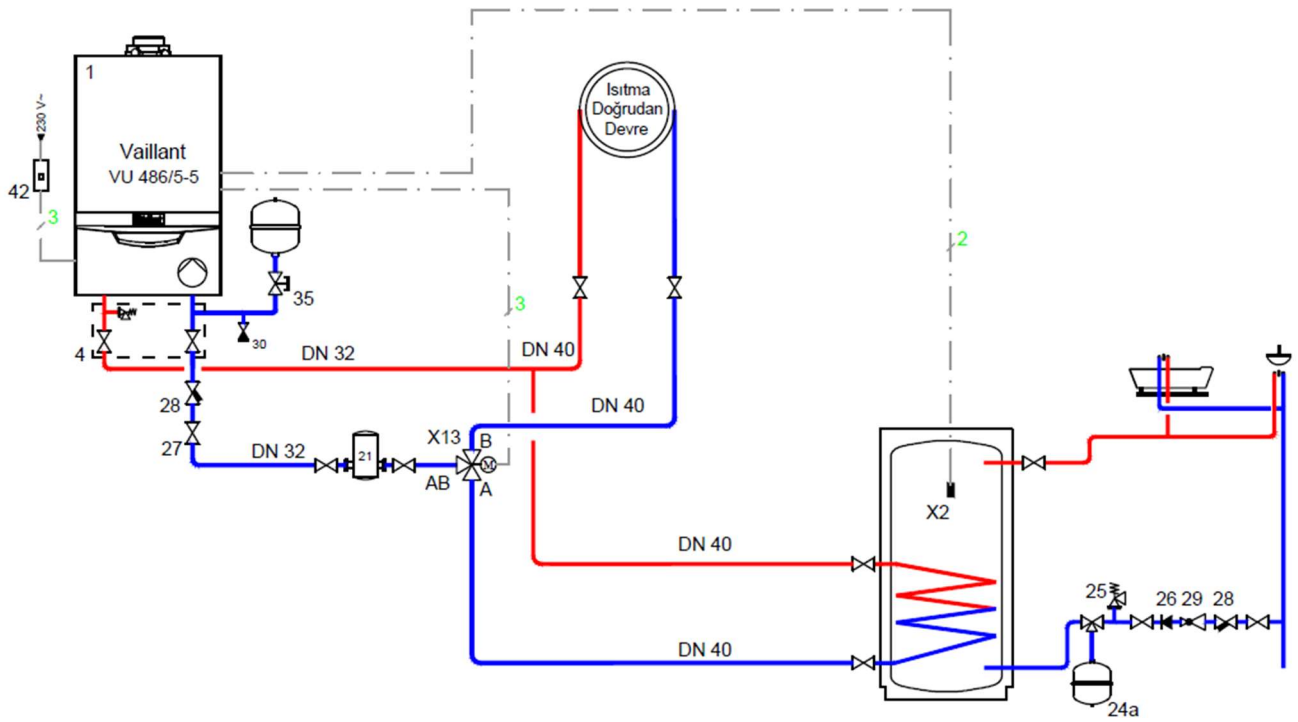 1
Isıtma
Doğrudan
Devre
230 V~
Vaillant
VU 486/5-5
42
3
2
35
3
30
4
DN 32
DN 40
28
DN 40
X13
B
27
DN 32
21
M
AB
A
X2
DN 40
25
26
29
28
DN 40
24a